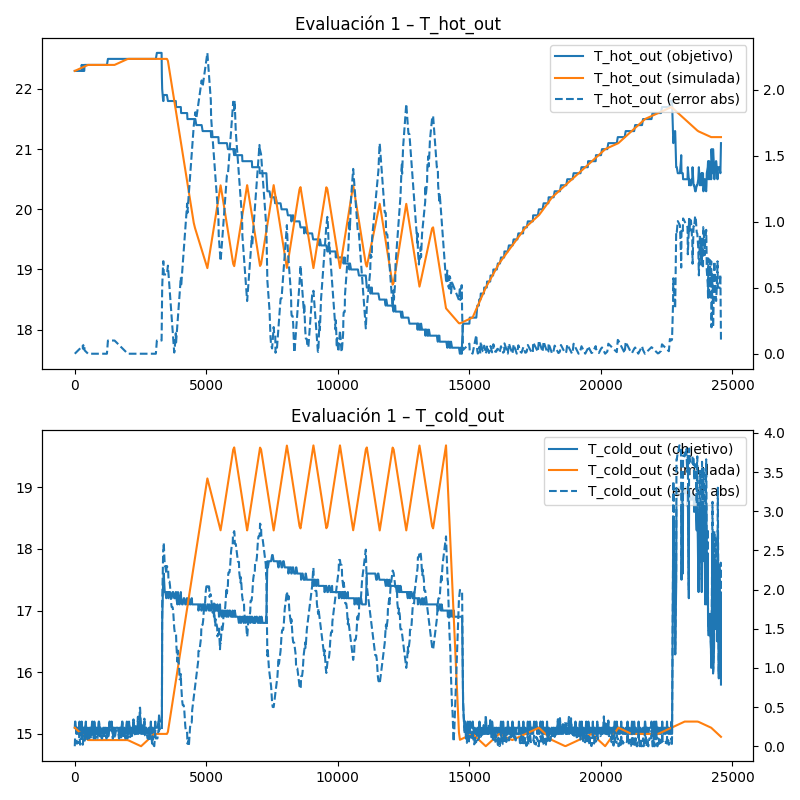 Evaluación 1 – T_hot_out
T_hot_out (objetivo)
T_hot_out (simulada)
T_hot_out (error abs)
22
21
20
19
18
2.0
1.5
1.0
0.5
0.0
0 5000 10000 15000 20000 25000
Evaluación 1 – T_cold_out
T_cold_out (objetivo)
T_cold_out (simulada)
T_cold_out (error abs)
19
18
17
16
15
4.0
3.5
3.0
2.5
2.0
1.5
1.0
0.5
0.0
0 5000 10000 15000 20000 25000